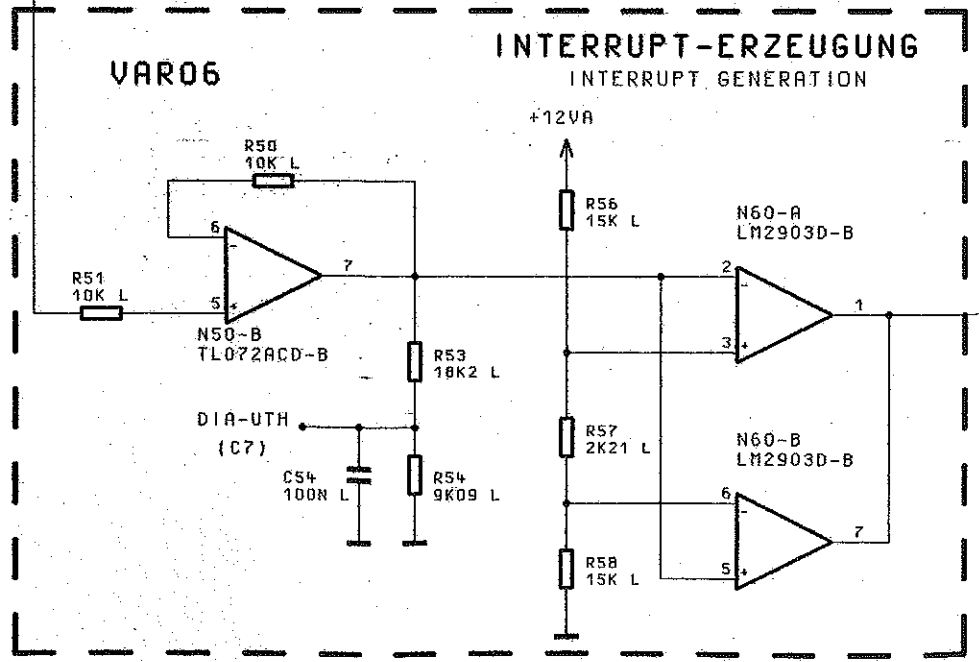 INTERRUPT-ERZEUGUNG
INTERRUPT GENERATION
VAR06
+12VA
R50
10K L
R56
15K L
N60-A
LM2903D-B
6
-
7
2
-
R51
10K L
5
+
1
N50-B
TL072ACD-B
3
+
R53
18K2 L
DIA-UTH
(C7)
R57
2K21 L
N60-B
LM2903D-B
C54
100N L
R54
9K09 L
6
-
7
R58
15K L
5
+